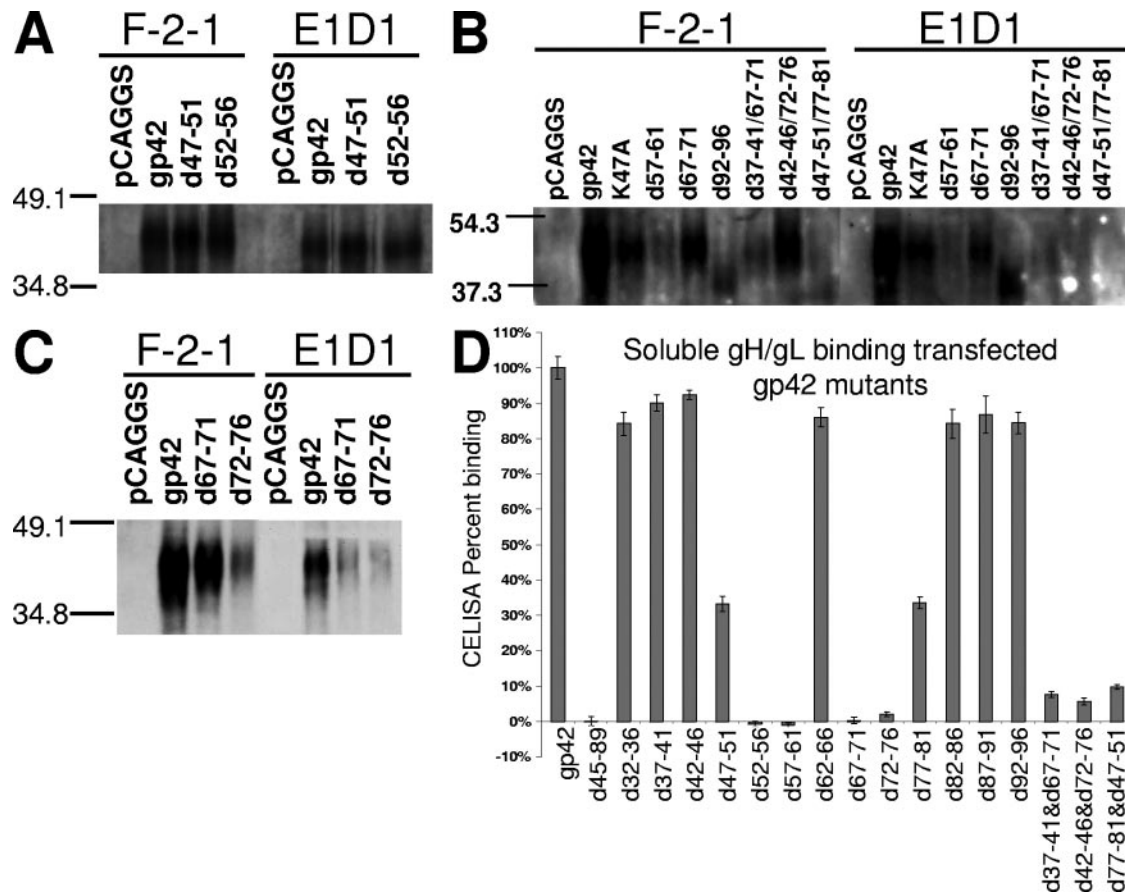 A
F-2-1 E1D1
pCAGGS
gp42
d47-51
d52-56
pCAGGS
gp42
d47-51
d52-56
49.1
34.8
B
F-2-1 E1D1
pCAGGS
gp42
K47A
d57-61
d67-71
d92-96
d37-41/67-71
d42-46/72-76
d47-51/77-81
pCAGGS
gp42
K47A
d57-61
d67-71
d92-96
d37-41/67-71
d42-46/72-76
d47-51/77-81
54.3
37.3
C
F-2-1 E1D1
pCAGGS
gp42
d67-71
d72-76
pCAGGS
gp42
d67-71
d72-76
49.1
34.8
D
Soluble gH/gL binding transfected
gp42 mutants
CELISA Percent binding
110%
100%
90%
80%
70%
60%
50%
40%
30%
20%
10%
0%
-10%
gp42
d45-89
d32-36
d37-41
d42-46
d47-51
d52-56
d57-61
d62-66
d67-71
d72-76
d77-81
d82-86
d87-91
d92-96
d37-41&d67-71
d42-46&d72-76
d77-81&d47-51